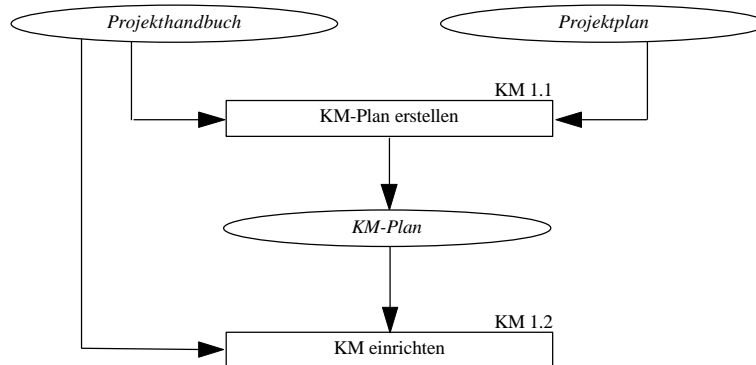 Projekthandbuch
Projektplan
KM 1.1
KM-Plan erstellen
KM-Plan
KM 1.2
KM einrichten